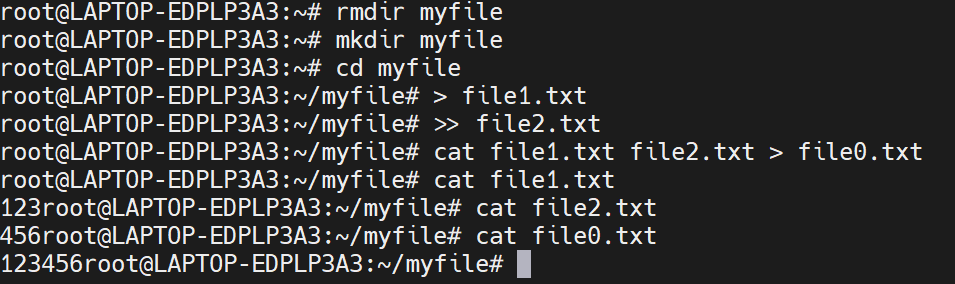 root@LAPTOP-EDPLP3A3:~# rmdir myfile
root@LAPTOP-EDPLP3A3:~# mkdir myfile
root@LAPTOP-EDPLP3A3:~# cd myfile
root@LAPTOP-EDPLP3A3:~/myfile# > file1.txt
root@LAPTOP-EDPLP3A3:~/myfile# >> file2.txt
root@LAPTOP-EDPLP3A3:~/myfile# cat file1.txt file2.txt > file0.txt
root@LAPTOP-EDPLP3A3:~/myfile# cat file1.txt
123root@LAPTOP-EDPLP3A3:~/myfile# cat file2.txt
456root@LAPTOP-EDPLP3A3:~/myfile# cat file0.txt
123456root@LAPTOP-EDPLP3A3:~/myfile#